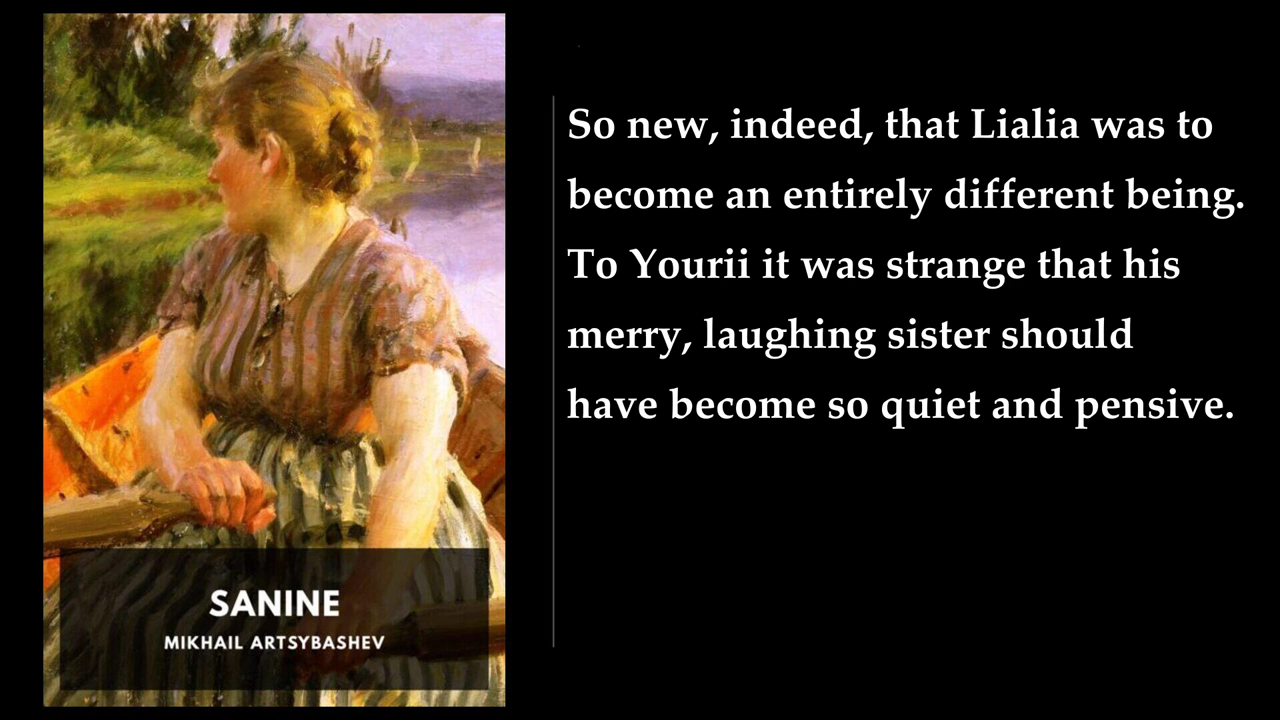 SANINE
MIKHAIL ARTSYBASHEV
So new, indeed, that Lialia was to
become an entirely different being.
To Yourii it was strange that his
merry, laughing sister should
have become so quiet and pensive.